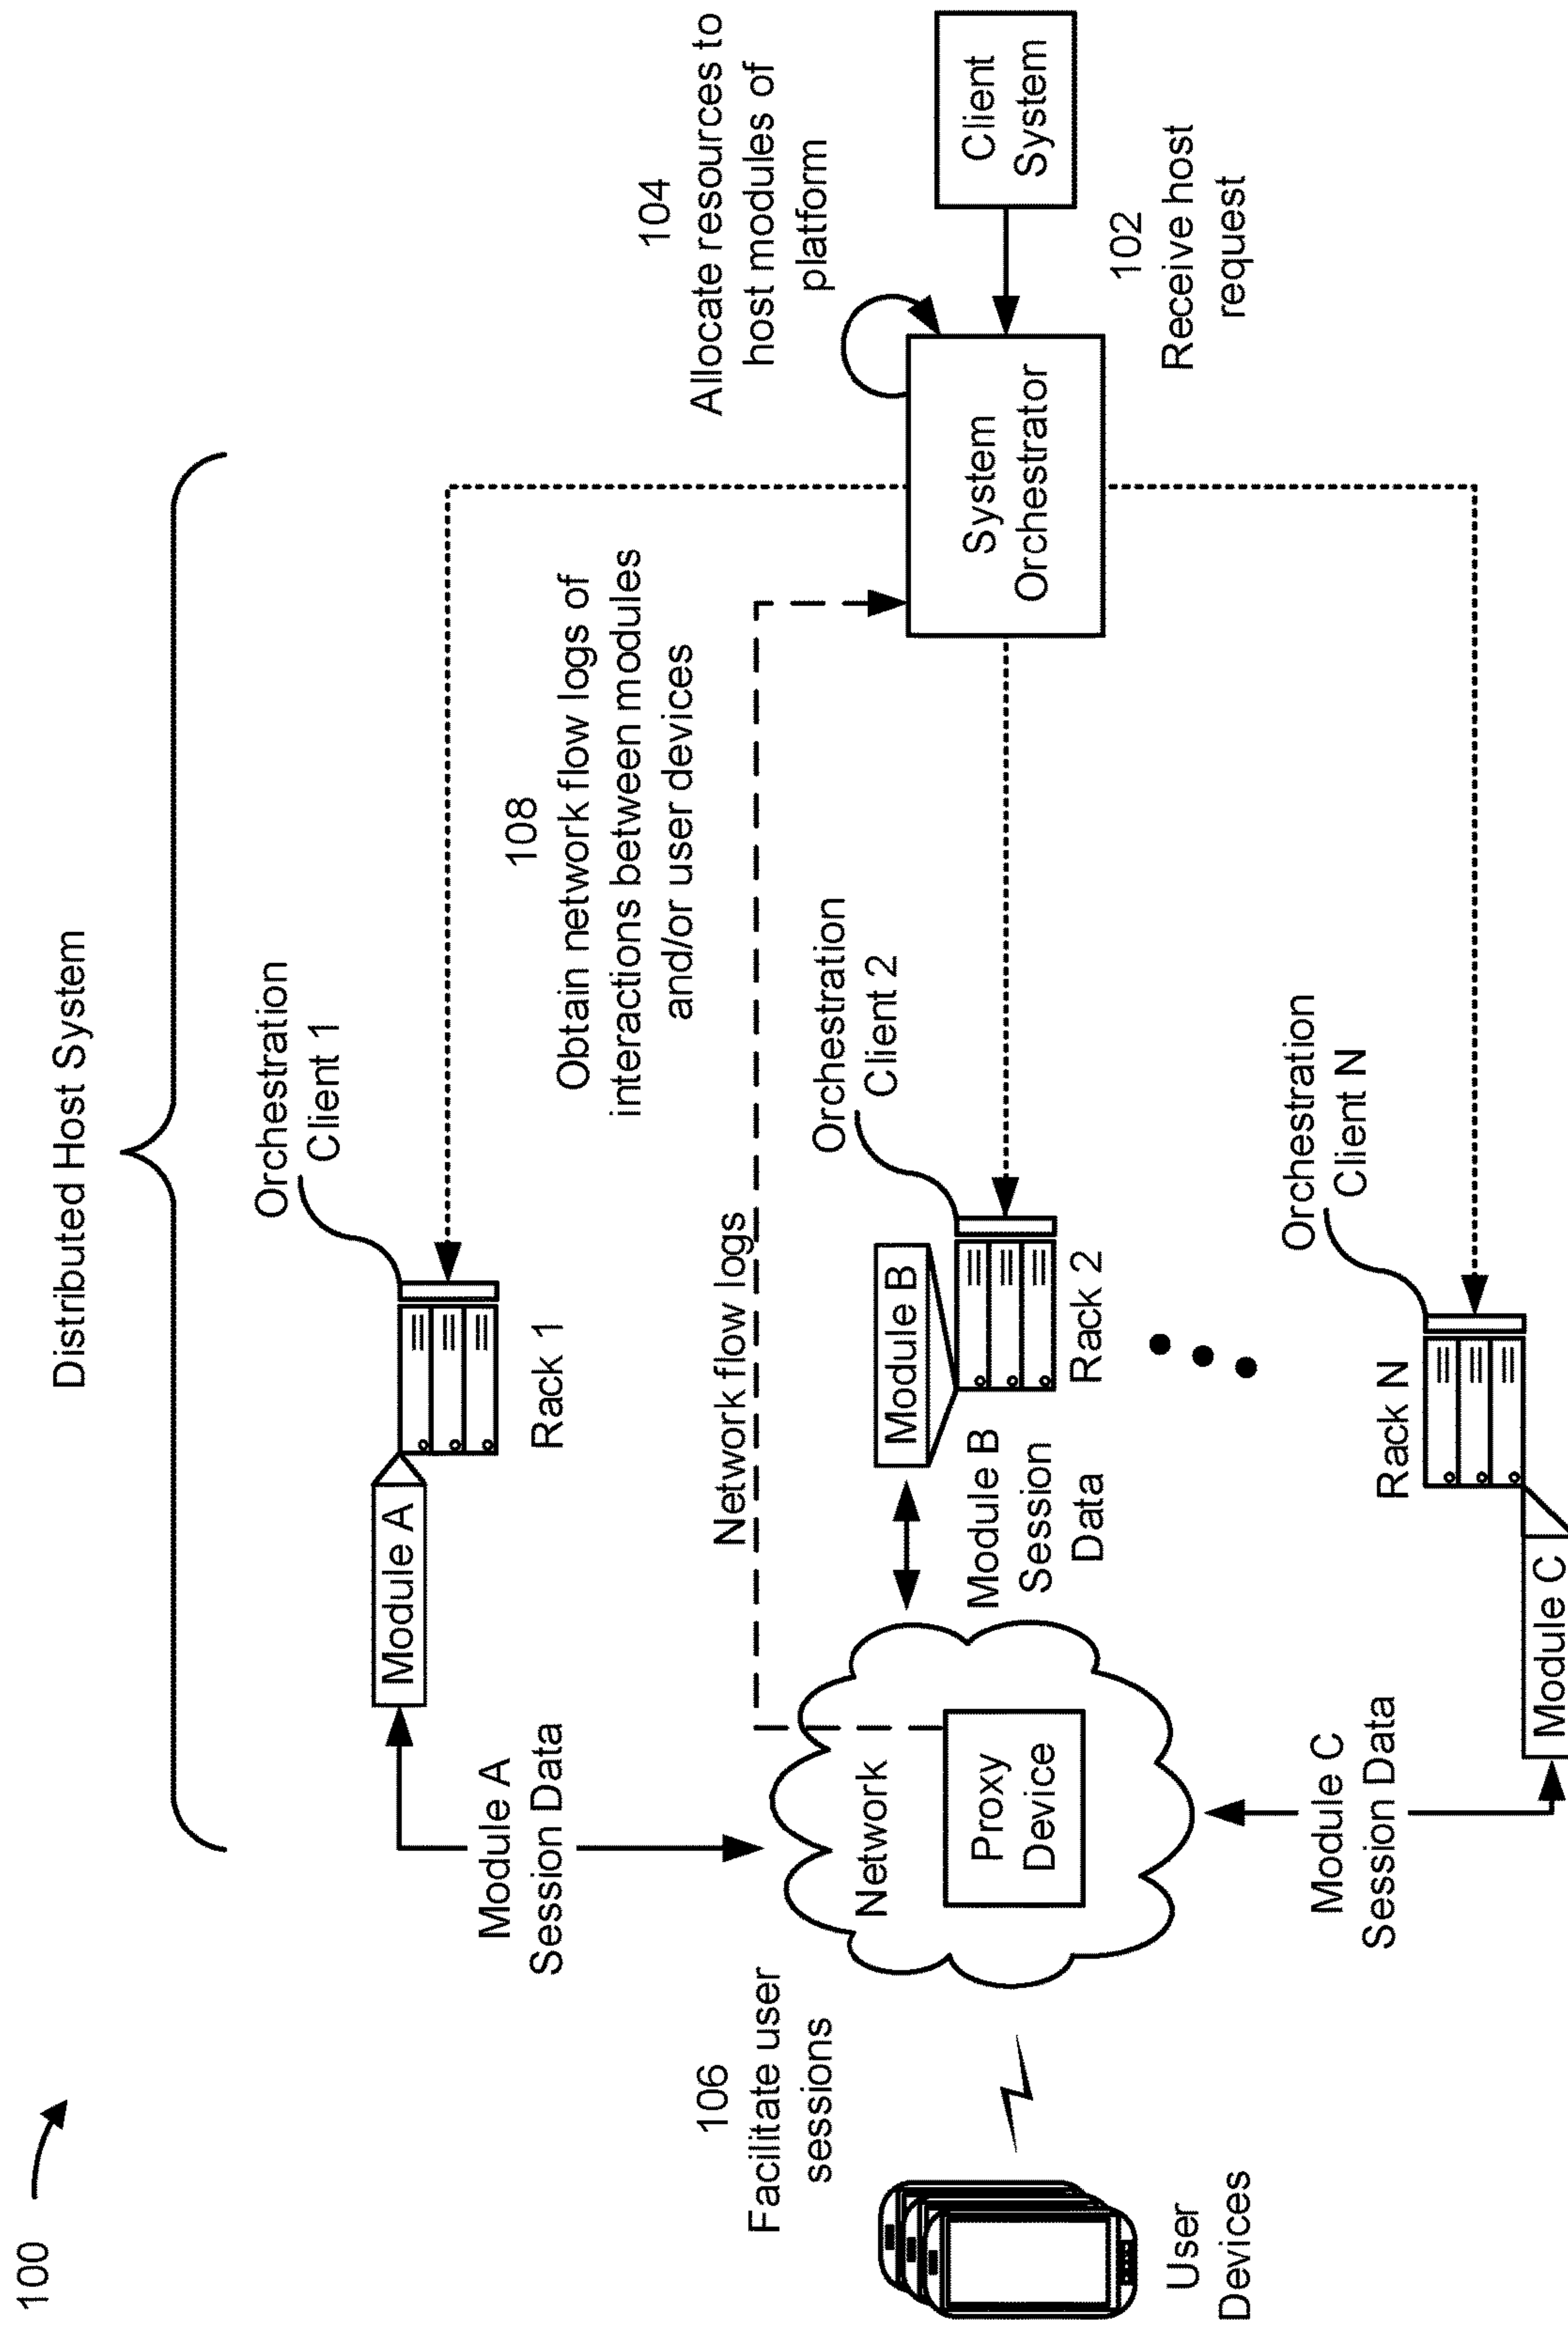 100
Distributed Host System
Orchestration
Client 1
Module A
Rack 1
Module A
Session Data
108
Obtain network flow logs of
interactions between modules
and/or user devices
104
Allocate resources to
host modules of
platform
Network flow logs
106
Facilitate user
sessions
Network
Proxy
Device
Orchestration
Client 2
Module B
Rack 2
Module B
Session
Data
System
Orchestrator
Client
System
102
Receive host
request
User
Devices
Orchestration
Client N
Rack N
Module C
Module C
Session Data